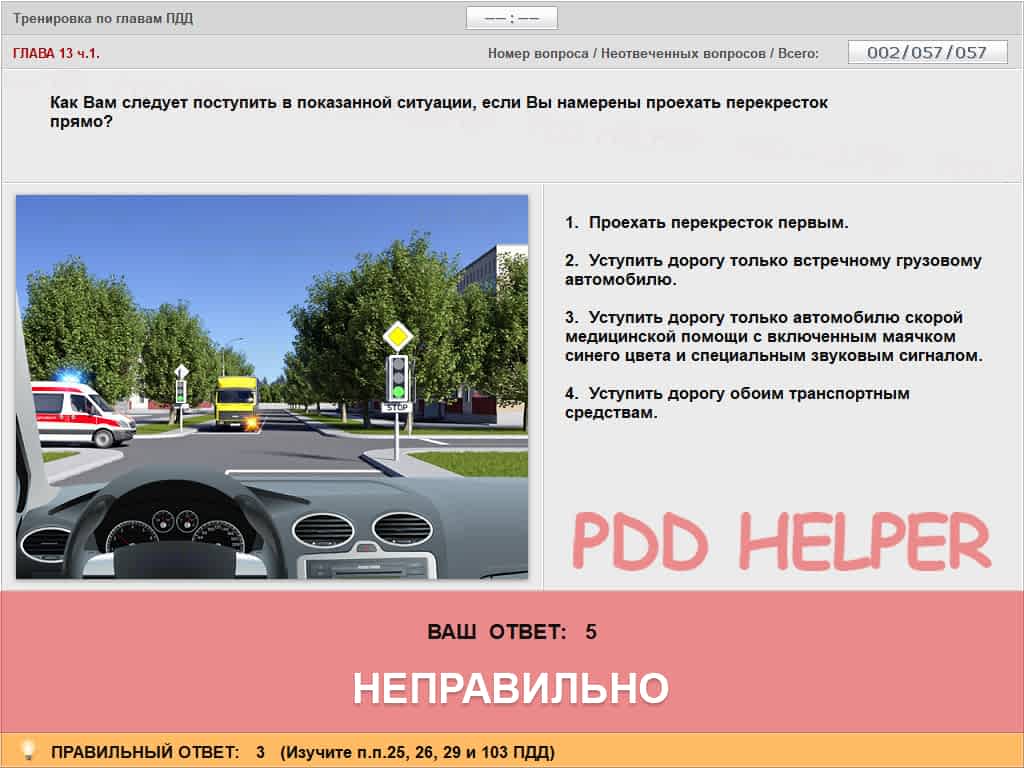 Тренировка по главам ПДД
−− : −−
ГЛАВА 13 ч.1.
Номер вопроса / Неотвеченных вопросов / Всего:
002/057/057
Как Вам следует поступить в показанной ситуации, если Вы намерены проехать перекресток
прямо?
1. Проехать перекресток первым.
2. Уступить дорогу только встречному грузовому
автомобилю.
3. Уступить дорогу только автомобилю скорой
медицинской помощи с включенным маячком
синего цвета и специальным звуковым сигналом.
4. Уступить дорогу обоим транспортным
средствам.
STOP
PDD HELPER
ВАШ ОТВЕТ: 5
НЕПРАВИЛЬНО
ПРАВИЛЬНЫЙ ОТВЕТ: 3 (Изучите п.п.25, 26, 29 и 103 ПДД)